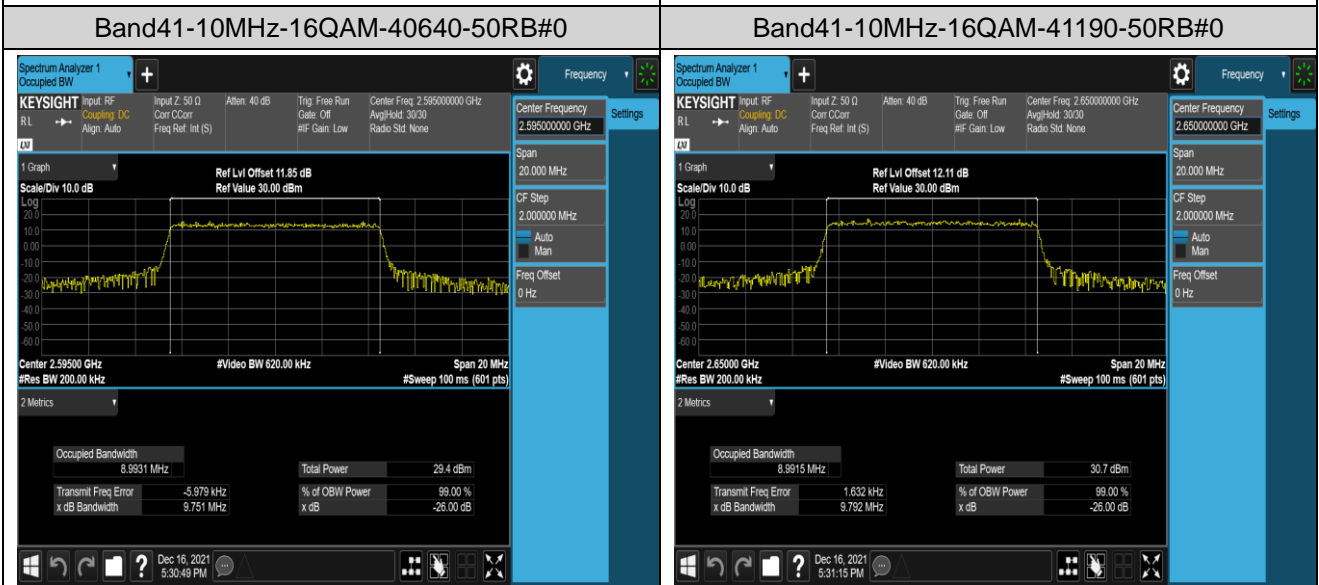 Band41-10MHz-16QAM-40640-50RB#0
Spectrum Analyzer 1
Occupied BW
+
Frequency
KEYSIGHT
RL
LXI
Input: RF
Coupling: DC
Align: Auto
Input Z: 50 Ω
Corr CCorr
Freq Ref: Int (S)
Atten: 40 dB
Trig: Free Run
Gate: Off
#IF Gain: Low
Center Freq: 2.595000000 GHz
Avg|Hold: 30/30
Radio Std: None
Center Frequency
2.595000000 GHz
Settings
Span
20.000 MHz
CF Step
2.000000 MHz
Auto
Man
Freq Offset
0 Hz
1 Graph
Scale/Div 10.0 dB
Ref Lvl Offset 11.85 dB
Ref Value 30.00 dBm
Log
20.0
10.0
0.00
-10.0
-20.0
-30.0
-40.0
-50.0
-60.0
Center 2.59500 GHz
#Res BW 200.00 kHz
#Video BW 620.00 kHz
Span 20 MHz
#Sweep 100 ms (601 pts)
2 Metrics
Occupied Bandwidth
8.9931 MHz
Total Power 29.4 dBm
Transmit Freq Error -5.979 kHz % of OBW Power 99.00 %
x dB Bandwidth 9.751 MHz x dB -26.00 dB
?
Dec 16, 2021
5:30:49 PM
Band41-10MHz-16QAM-41190-50RB#0
Spectrum Analyzer 1
Occupied BW
+
Frequency
KEYSIGHT
RL
LXI
Input: RF
Coupling: DC
Align: Auto
Input Z: 50 Ω
Corr CCorr
Freq Ref: Int (S)
Atten: 40 dB
Trig: Free Run
Gate: Off
#IF Gain: Low
Center Freq: 2.650000000 GHz
Avg|Hold: 30/30
Radio Std: None
Center Frequency
2.650000000 GHz
Settings
Span
20.000 MHz
CF Step
2.000000 MHz
Auto
Man
Freq Offset
0 Hz
1 Graph
Scale/Div 10.0 dB
Ref Lvl Offset 12.11 dB
Ref Value 30.00 dBm
Log
20.0
10.0
0.00
-10.0
-20.0
-30.0
-40.0
-50.0
-60.0
Center 2.65000 GHz
#Res BW 200.00 kHz
#Video BW 620.00 kHz
Span 20 MHz
#Sweep 100 ms (601 pts)
2 Metrics
Occupied Bandwidth
8.9915 MHz
Total Power 30.7 dBm
Transmit Freq Error 1.632 kHz % of OBW Power 99.00 %
x dB Bandwidth 9.792 MHz x dB -26.00 dB
?
Dec 16, 2021
5:31:15 PM